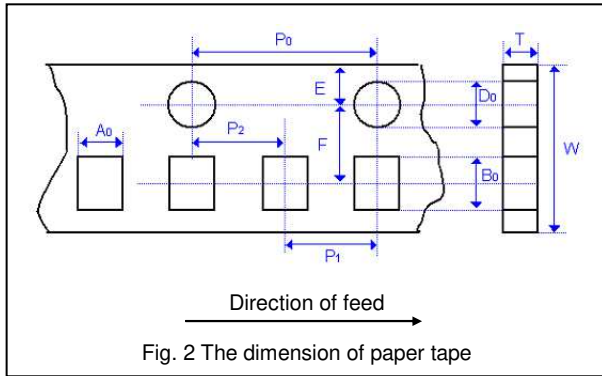 P0
T
E
D0
A0
P2
F
W
B0
P1
Direction of feed
Fig. 2 The dimension of paper tape